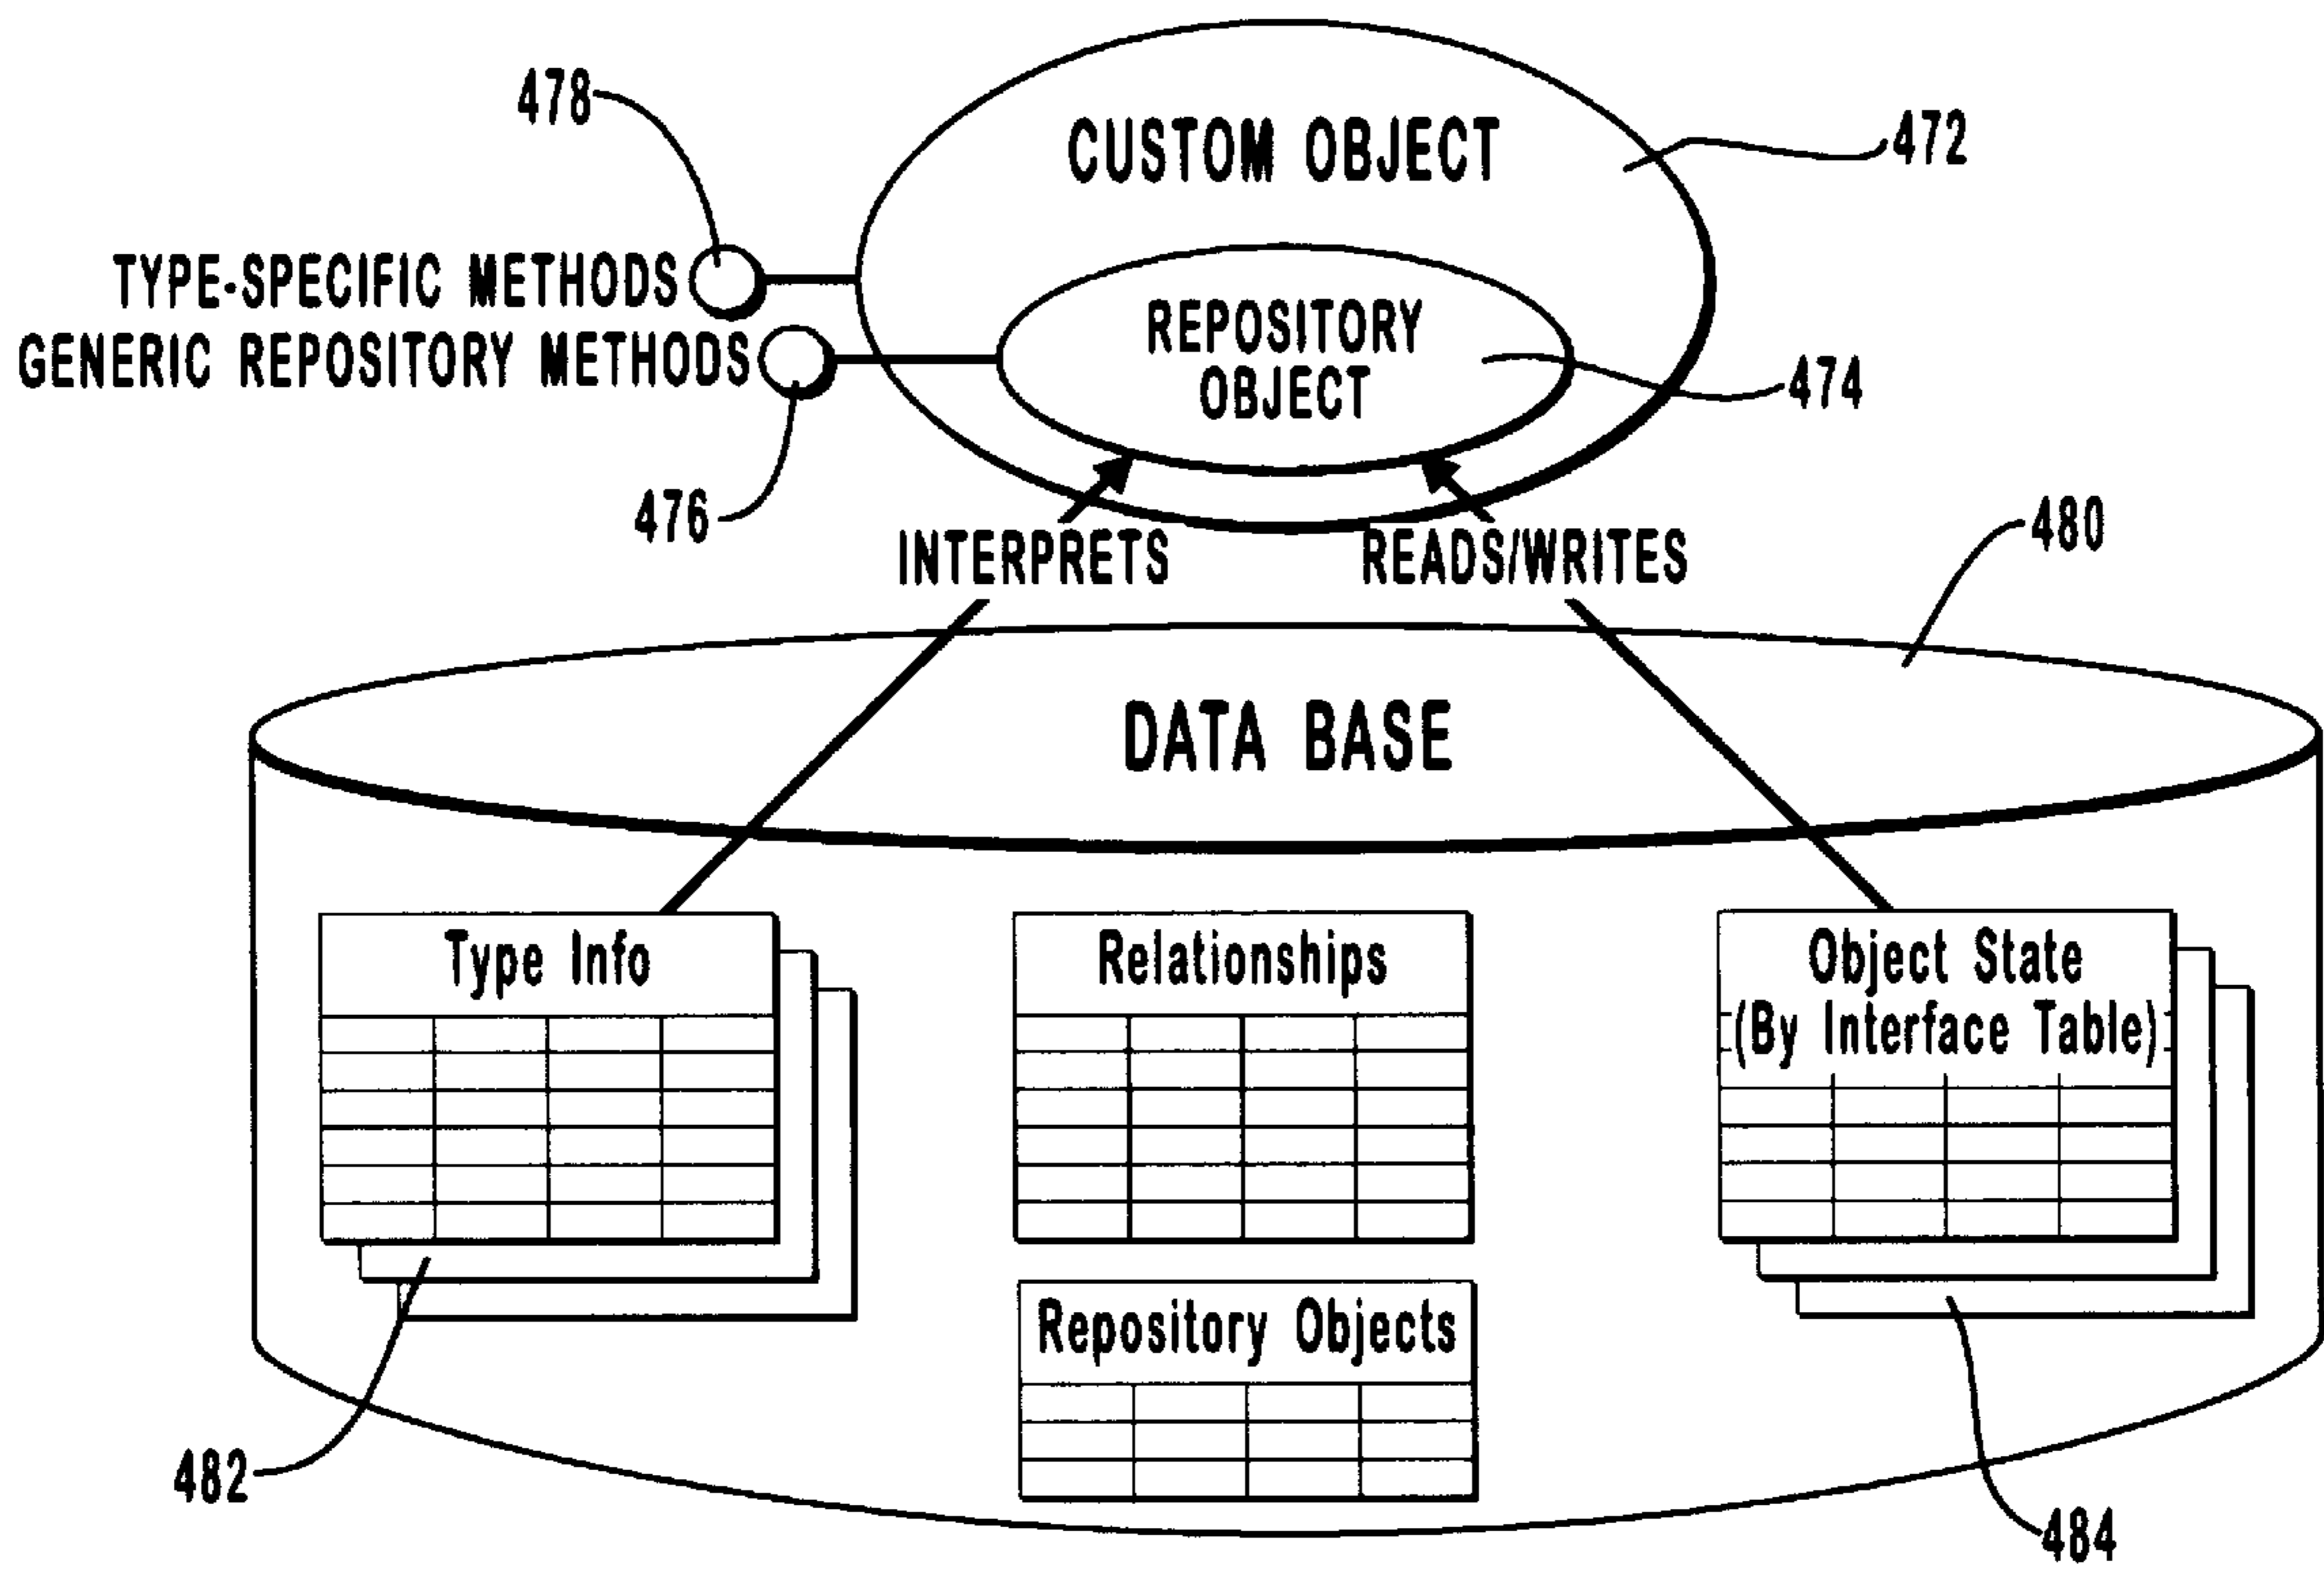 478
CUSTOM OBJECT
472
TYPE-SPECIFIC METHODS
GENERIC REPOSITORY METHODS
REPOSITORY
OBJECT
474
476
INTERPRETS
READS/WRITES
480
DATA BASE
Type Info
Relationships
Object State
(By Interface Table)
Repository Objects
482
484